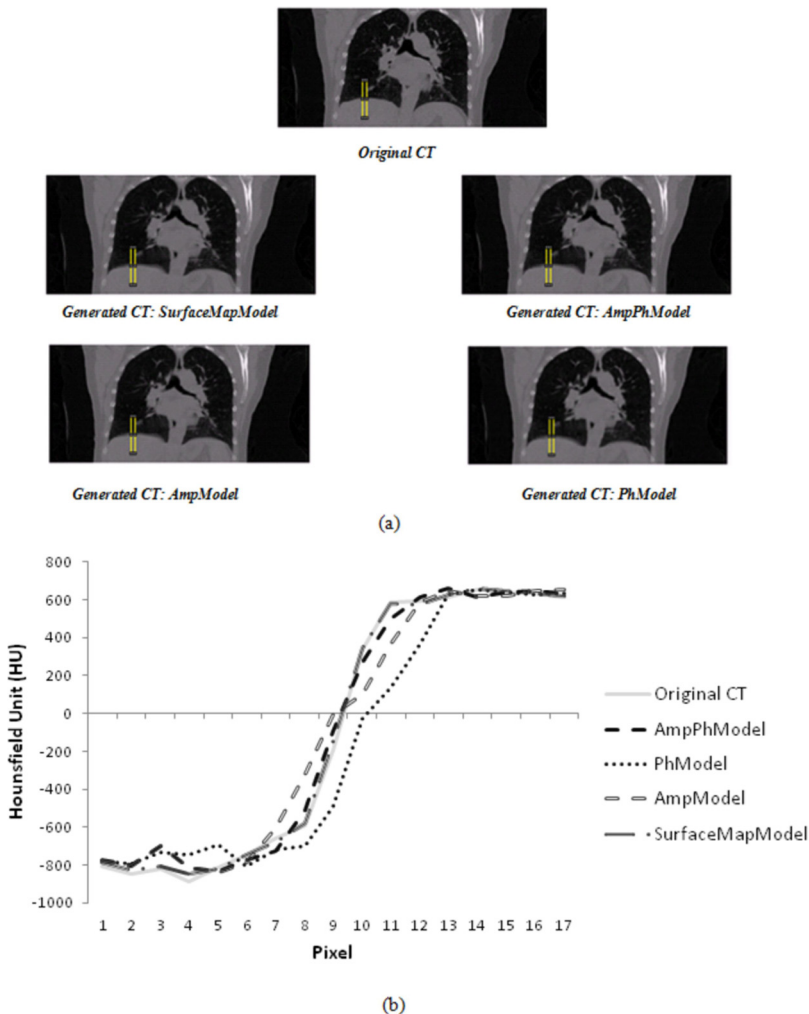 Original CT
Generated CT: SurfaceMapModel
Generated CT: AmpPhModel
Generated CT: AmpModel
Generated CT: PhModel
(a)
800
600
400
200
0
-200
-400
-600
-800
-1000
Hounsfield Unit (HU)
1 2 3 4 5 6 7 8 9 10 11 12 13 14 15 16 17
Pixel
Original CT
AmpPhModel
PhModel
AmpModel
SurfaceMapModel
(b)